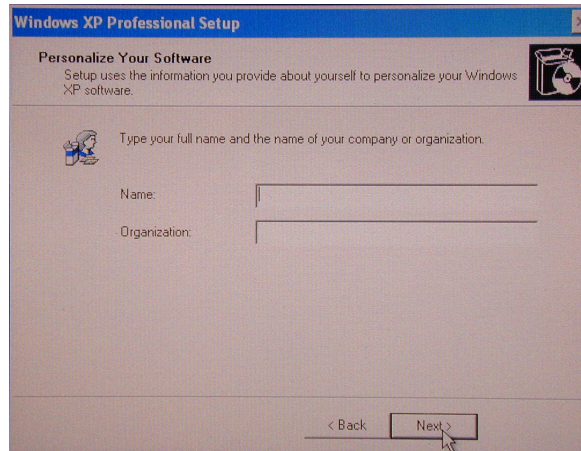 Windows XP Professional Setup
Personalize Your Software
Setup uses the information you provide about yourself to personalize your Windows
XP software.
Type your full name and the name of your company or organization.
Name:
Organization:
< Back
Next >